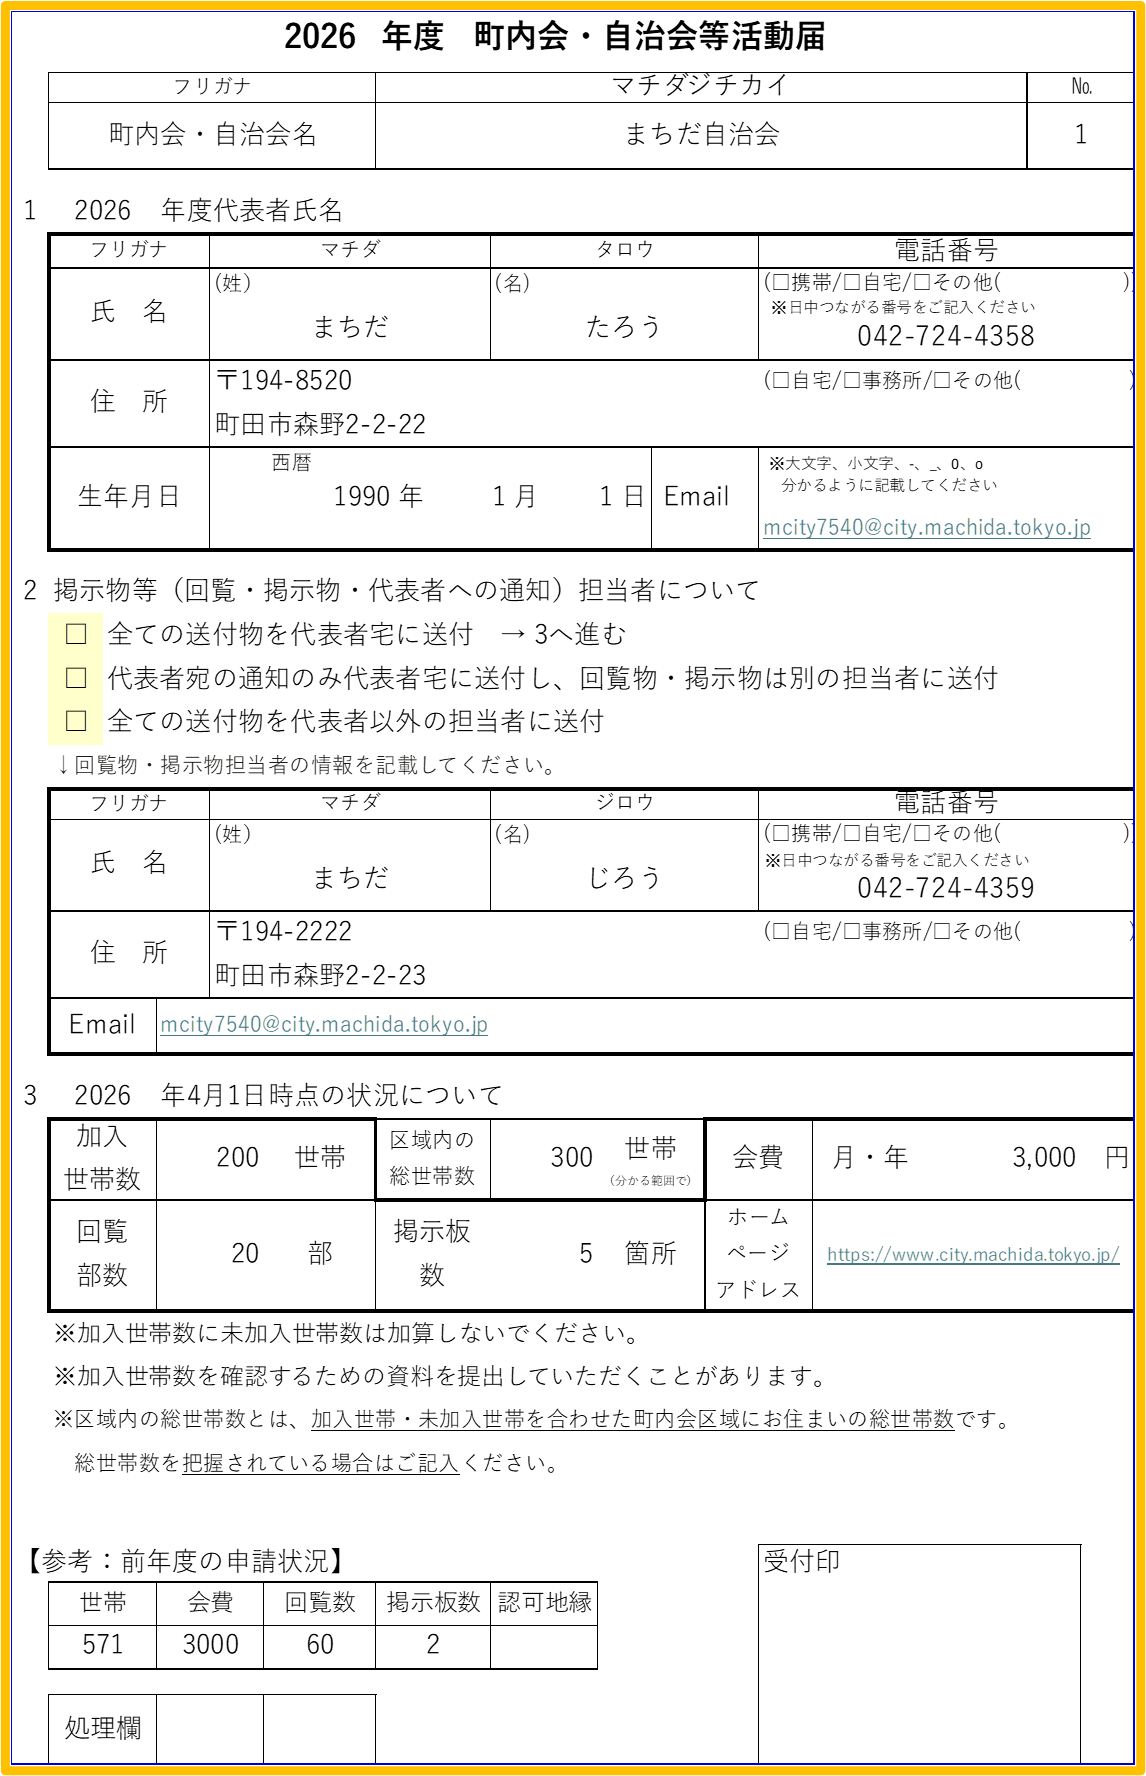 2026 年度 町内会・自治会等活動届
フリガナ マチダジチカイ №
町内会・自治会名 まちだ自治会 1
1 2026 年度代表者氏名
フリガナ マチダ タロウ 電話番号
氏 名 (姓) まちだ (名) たろう (□携帯/□自宅/□その他( ))
※日中つながる番号をご記入ください
042-724-4358
住 所 〒194-8520 (□自宅/□事務所/□その他( )
町田市森野2-2-22
生年月日 西暦 1990 年 1 月 1 日 Email ※大文字、小文字、-、_、0、o
分かるように記載してください
mcity7540@city.machida.tokyo.jp
2 掲示物等（回覧・掲示物・代表者への通知）担当者について
□ 全ての送付物を代表者宅に送付 → 3へ進む
□ 代表者宛の通知のみ代表者宅に送付し、回覧物・掲示物は別の担当者に送付
□ 全ての送付物を代表者以外の担当者に送付
↓回覧物・掲示物担当者の情報を記載してください。
フリガナ マチダ ジロウ 電話番号
氏 名 (姓) まちだ (名) じろう (□携帯/□自宅/□その他( ))
※日中つながる番号をご記入ください
042-724-4359
住 所 〒194-2222 (□自宅/□事務所/□その他( )
町田市森野2-2-23
Email mcity7540@city.machida.tokyo.jp
3 2026 年4月1日時点の状況について
加入
世帯数 200 世帯 区域内の
総世帯数 300 世帯
(分かる範囲で) 会費 月・年 3,000 円
回覧
部数 20 部 掲示板
数 5 箇所 ホーム
ページ
アドレス https://www.city.machida.tokyo.jp/
※加入世帯数に未加入世帯数は加算しないでください。
※加入世帯数を確認するための資料を提出していただくことがあります。
※区域内の総世帯数とは、加入世帯・未加入世帯を合わせた町内会区域にお住まいの総世帯数です。
総世帯数を把握されている場合はご記入ください。
【参考：前年度の申請状況】 受付印
世帯 会費 回覧数 掲示板数 認可地縁
571 3000 60 2
処理欄